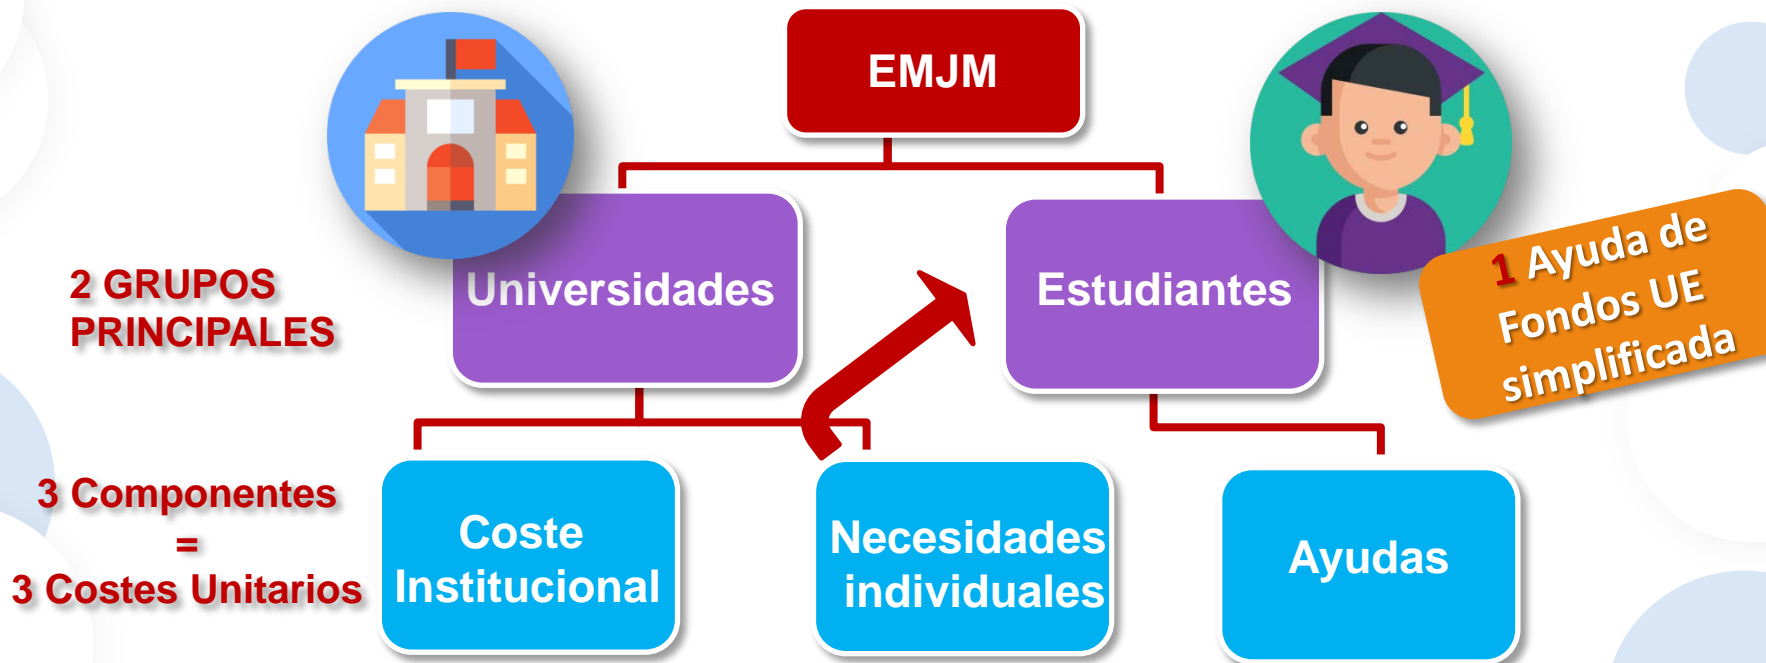 EMJM
2 GRUPOS
PRINCIPALES
Universidades
Estudiantes
1 Ayuda de
Fondos UE
simplificada
3 Componentes
=
3 Costes Unitarios
Coste
Institucional
Necesidades
individuales
Ayudas